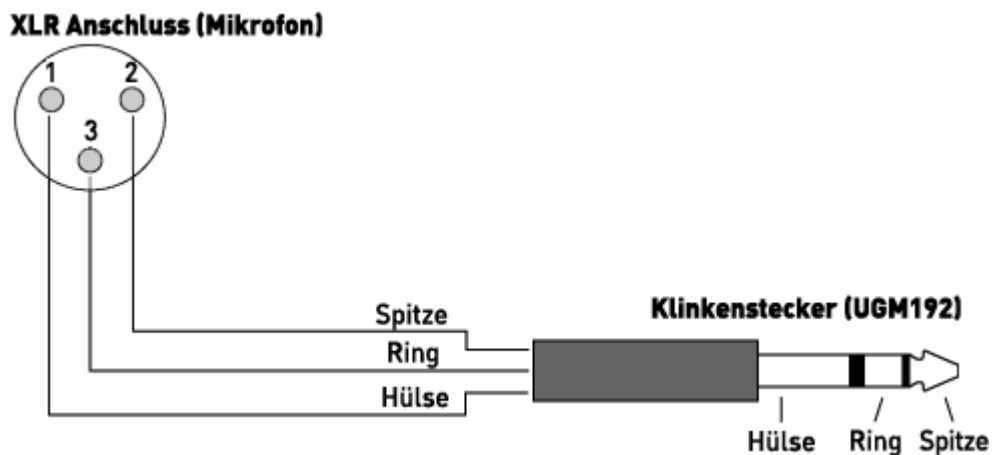 XLR Anschluss (Mikrofon)
1 2
3
Spitze
Klinkenstecker (UGM192)
Ring
Hülse
Hülse Ring Spitze